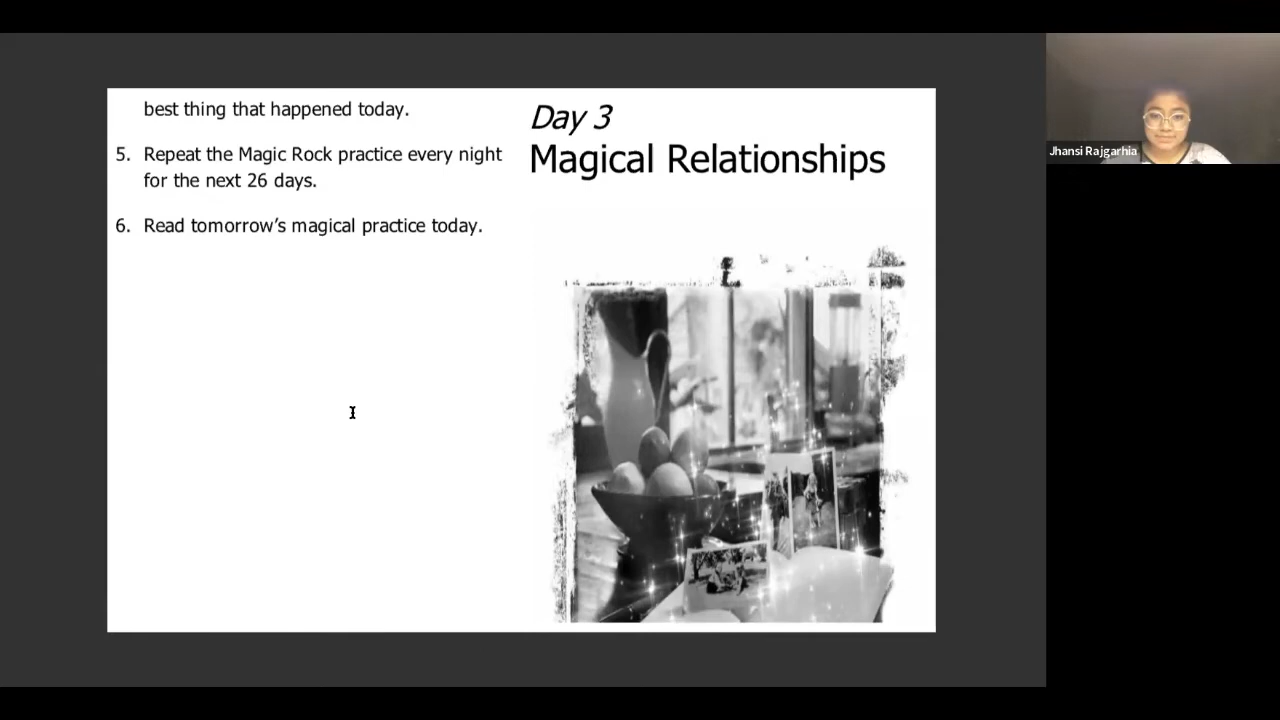 best thing that happened today.
5. Repeat the Magic Rock practice every night
for the next 26 days.
6. Read tomorrow’s magical practice today.
Day 3
Magical Relationships
Jhansi Rajgarhia